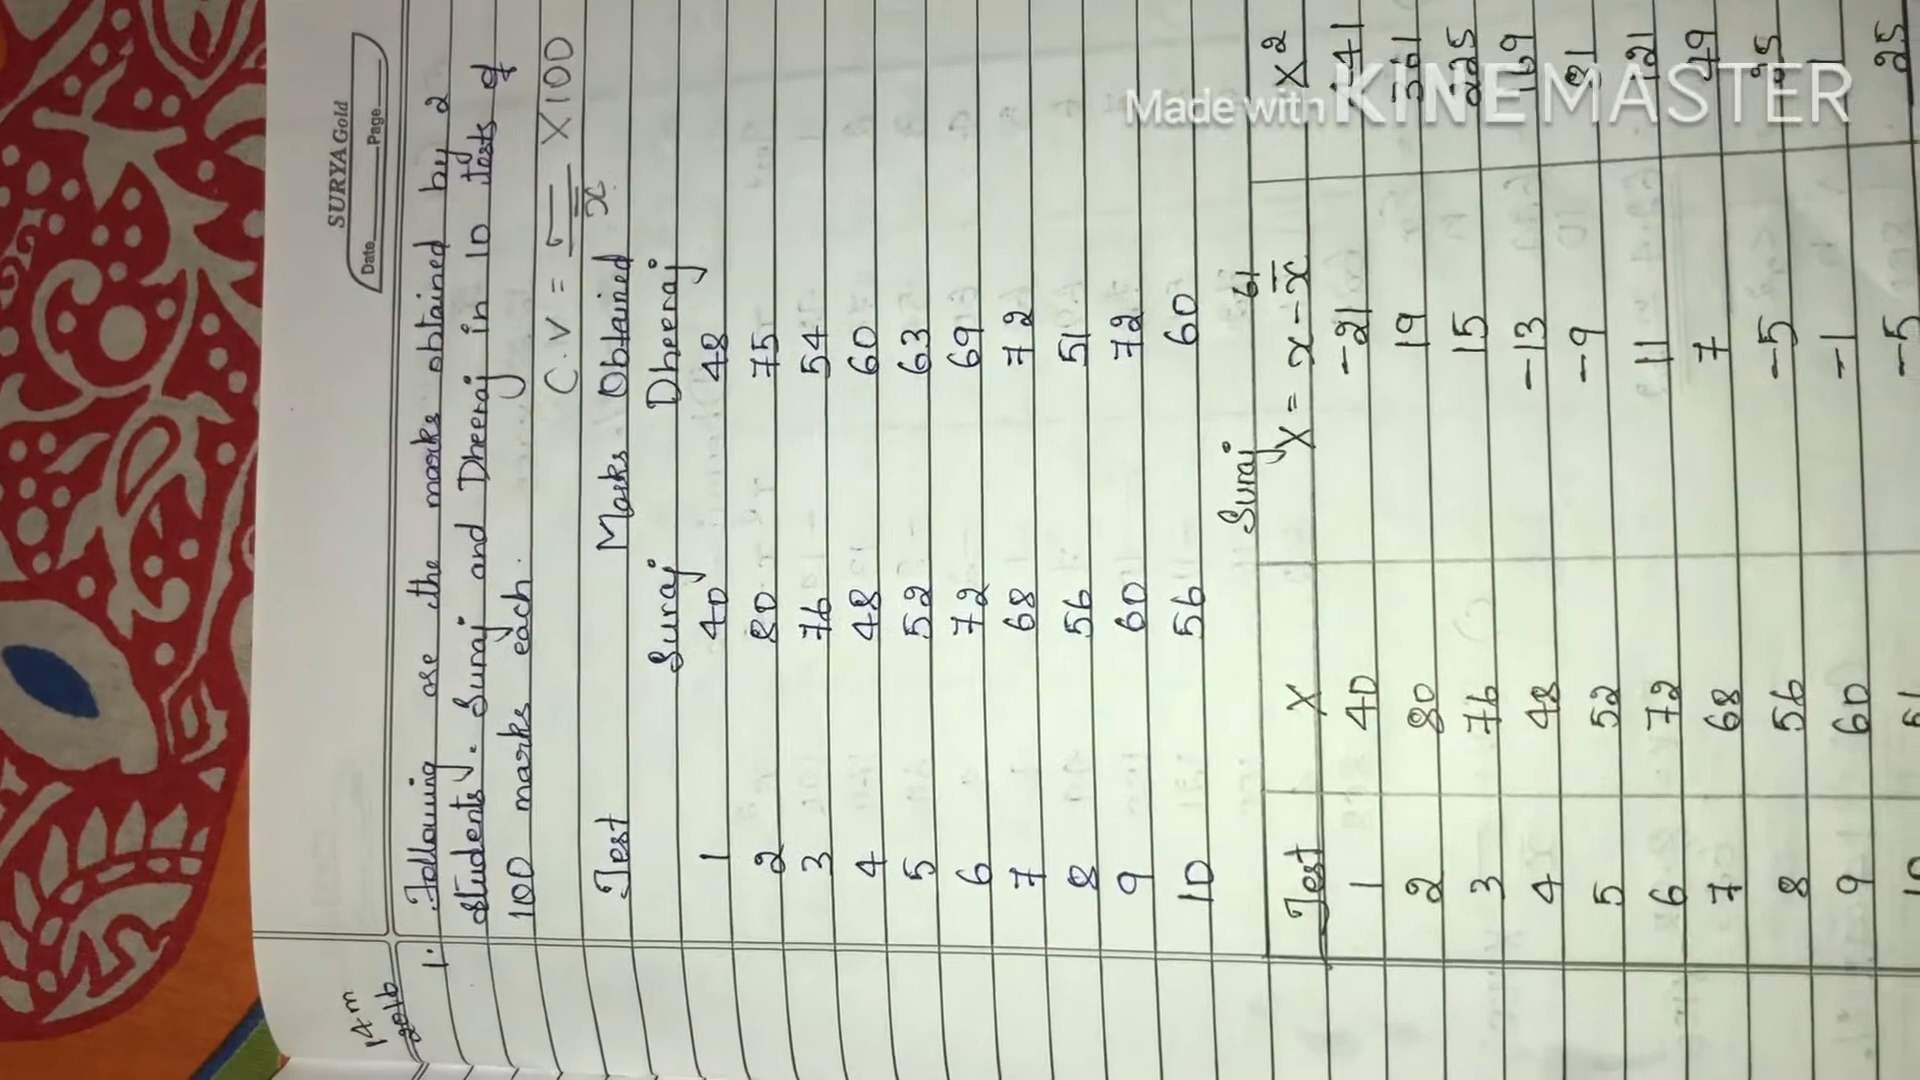 SURYA Gold
Date Page
14m
2016
1. Following are the marks obtained by 2
students. Suraj and Dheeraj in 10 tests of
100 marks each.
C.V = σ/x̄ X100
Test Marks Obtained
Suraj Dheeraj
1 40 48
2 80 75
3 76 54
4 48 60
5 52 63
6 72 69
7 68 72
8 56 51
9 60 72
10 56 60
Suraj 61
Test X X = x - x̄ X2
1 40 -21 441
2 80 19 361
3 76 15 225
4 48 -13 169
5 52 -9 81
6 72 11 121
7 68 7 49
8 56 -5 25
9 60 -1 1
10 -5 25
Made with KINEMASTER